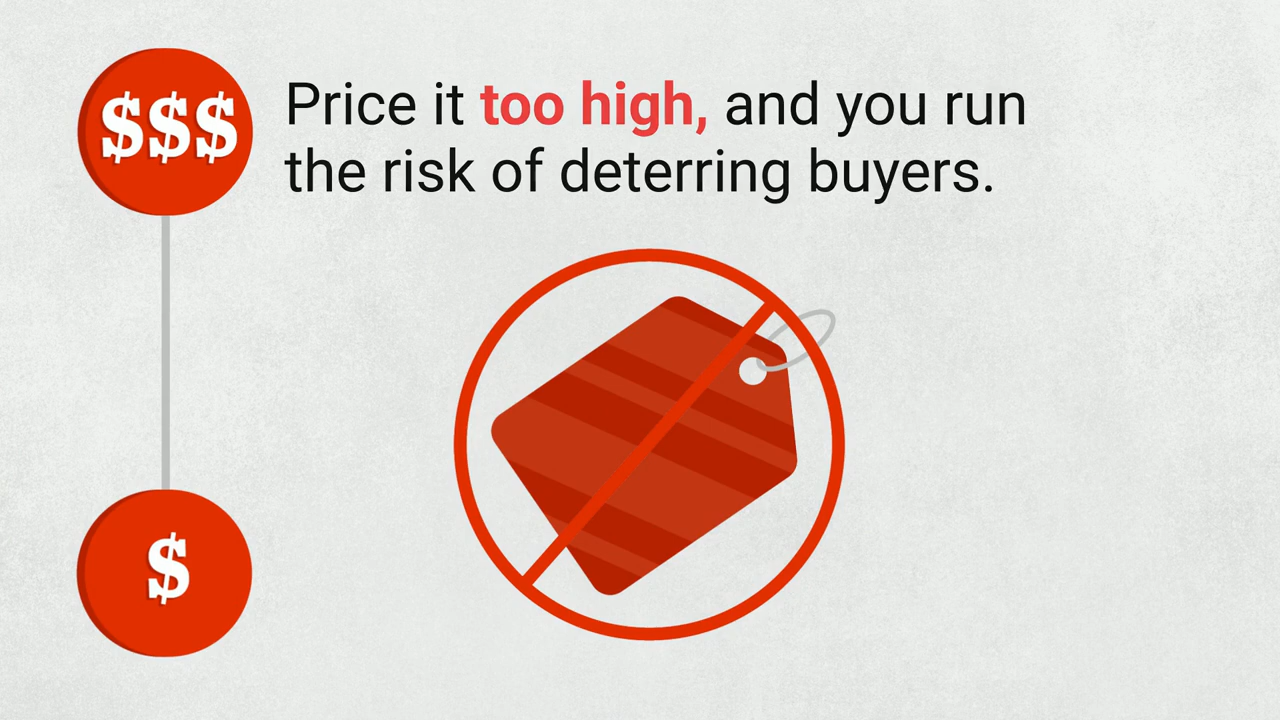 $$$
Price it too high, and you run
the risk of deterring buyers.
$